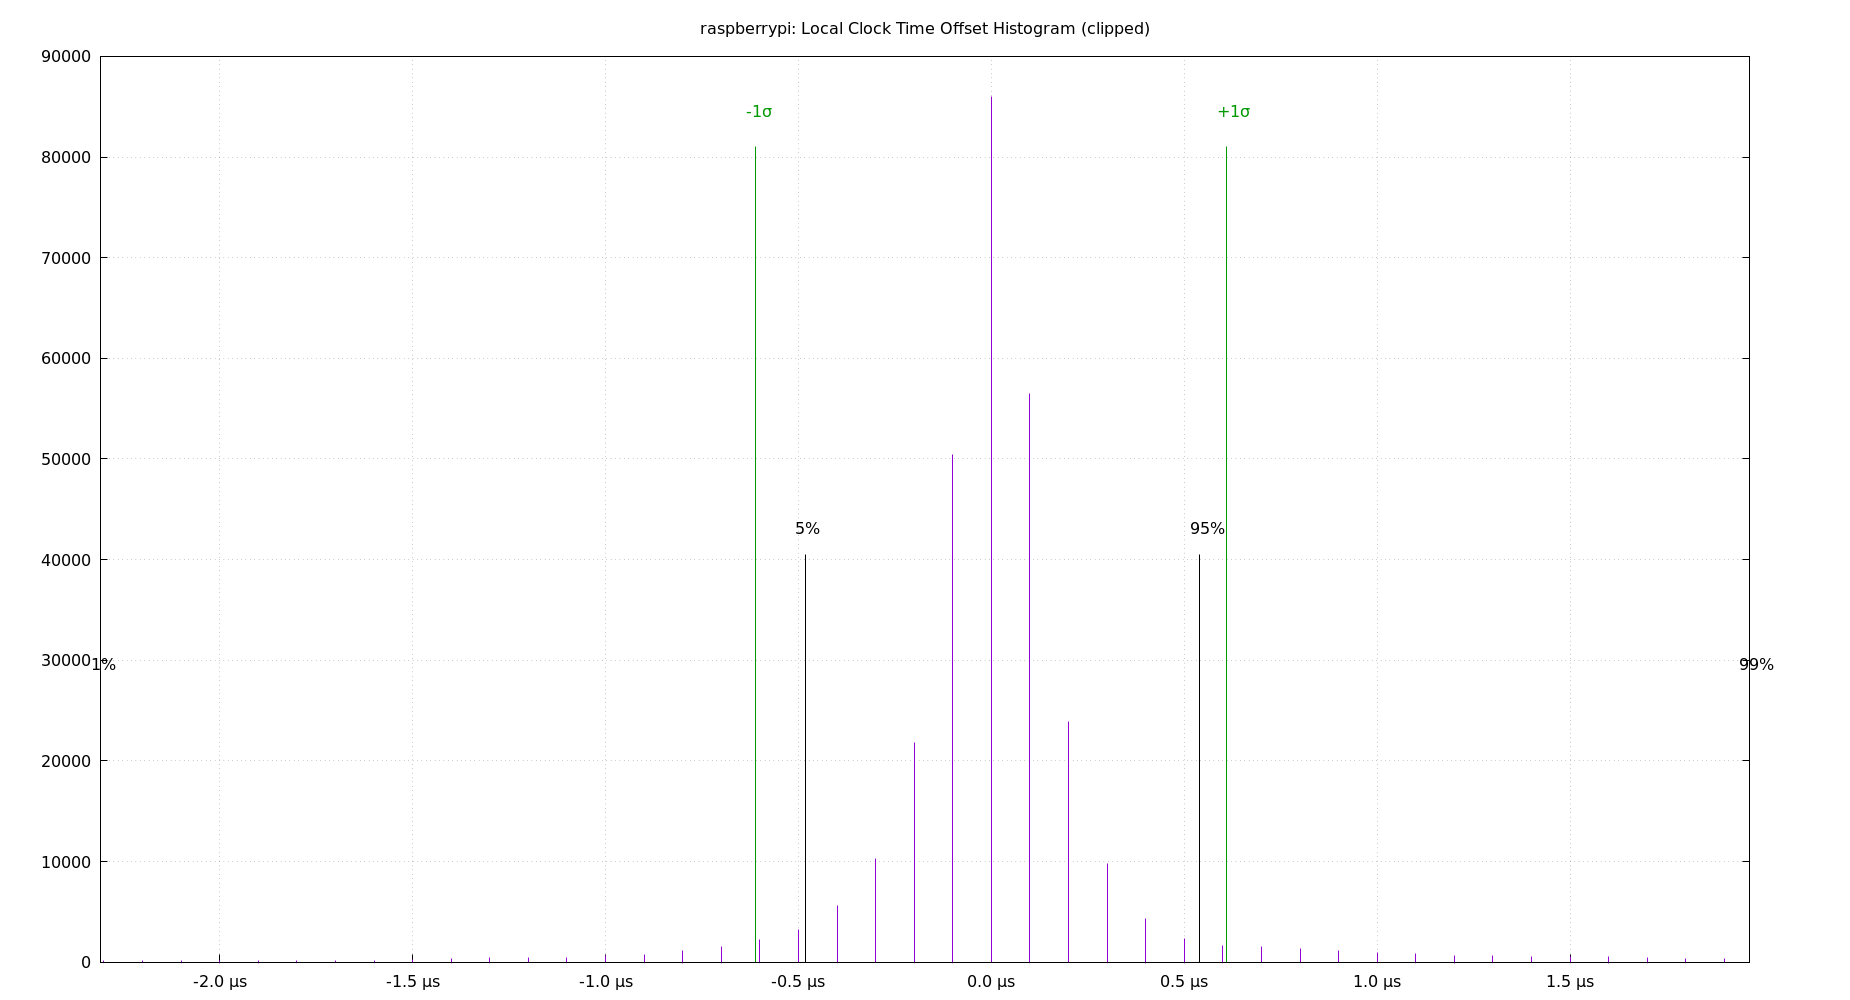 raspberrypi: Local Clock Time Offset Histogram (clipped)
90000
-1σ
+1σ
80000
70000
60000
50000
5%
95%
40000
30000
1%
99%
20000
10000
0
-2.0 µs
-1.5 µs
-1.0 µs
-0.5 µs
0.0 µs
0.5 µs
1.0 µs
1.5 µs